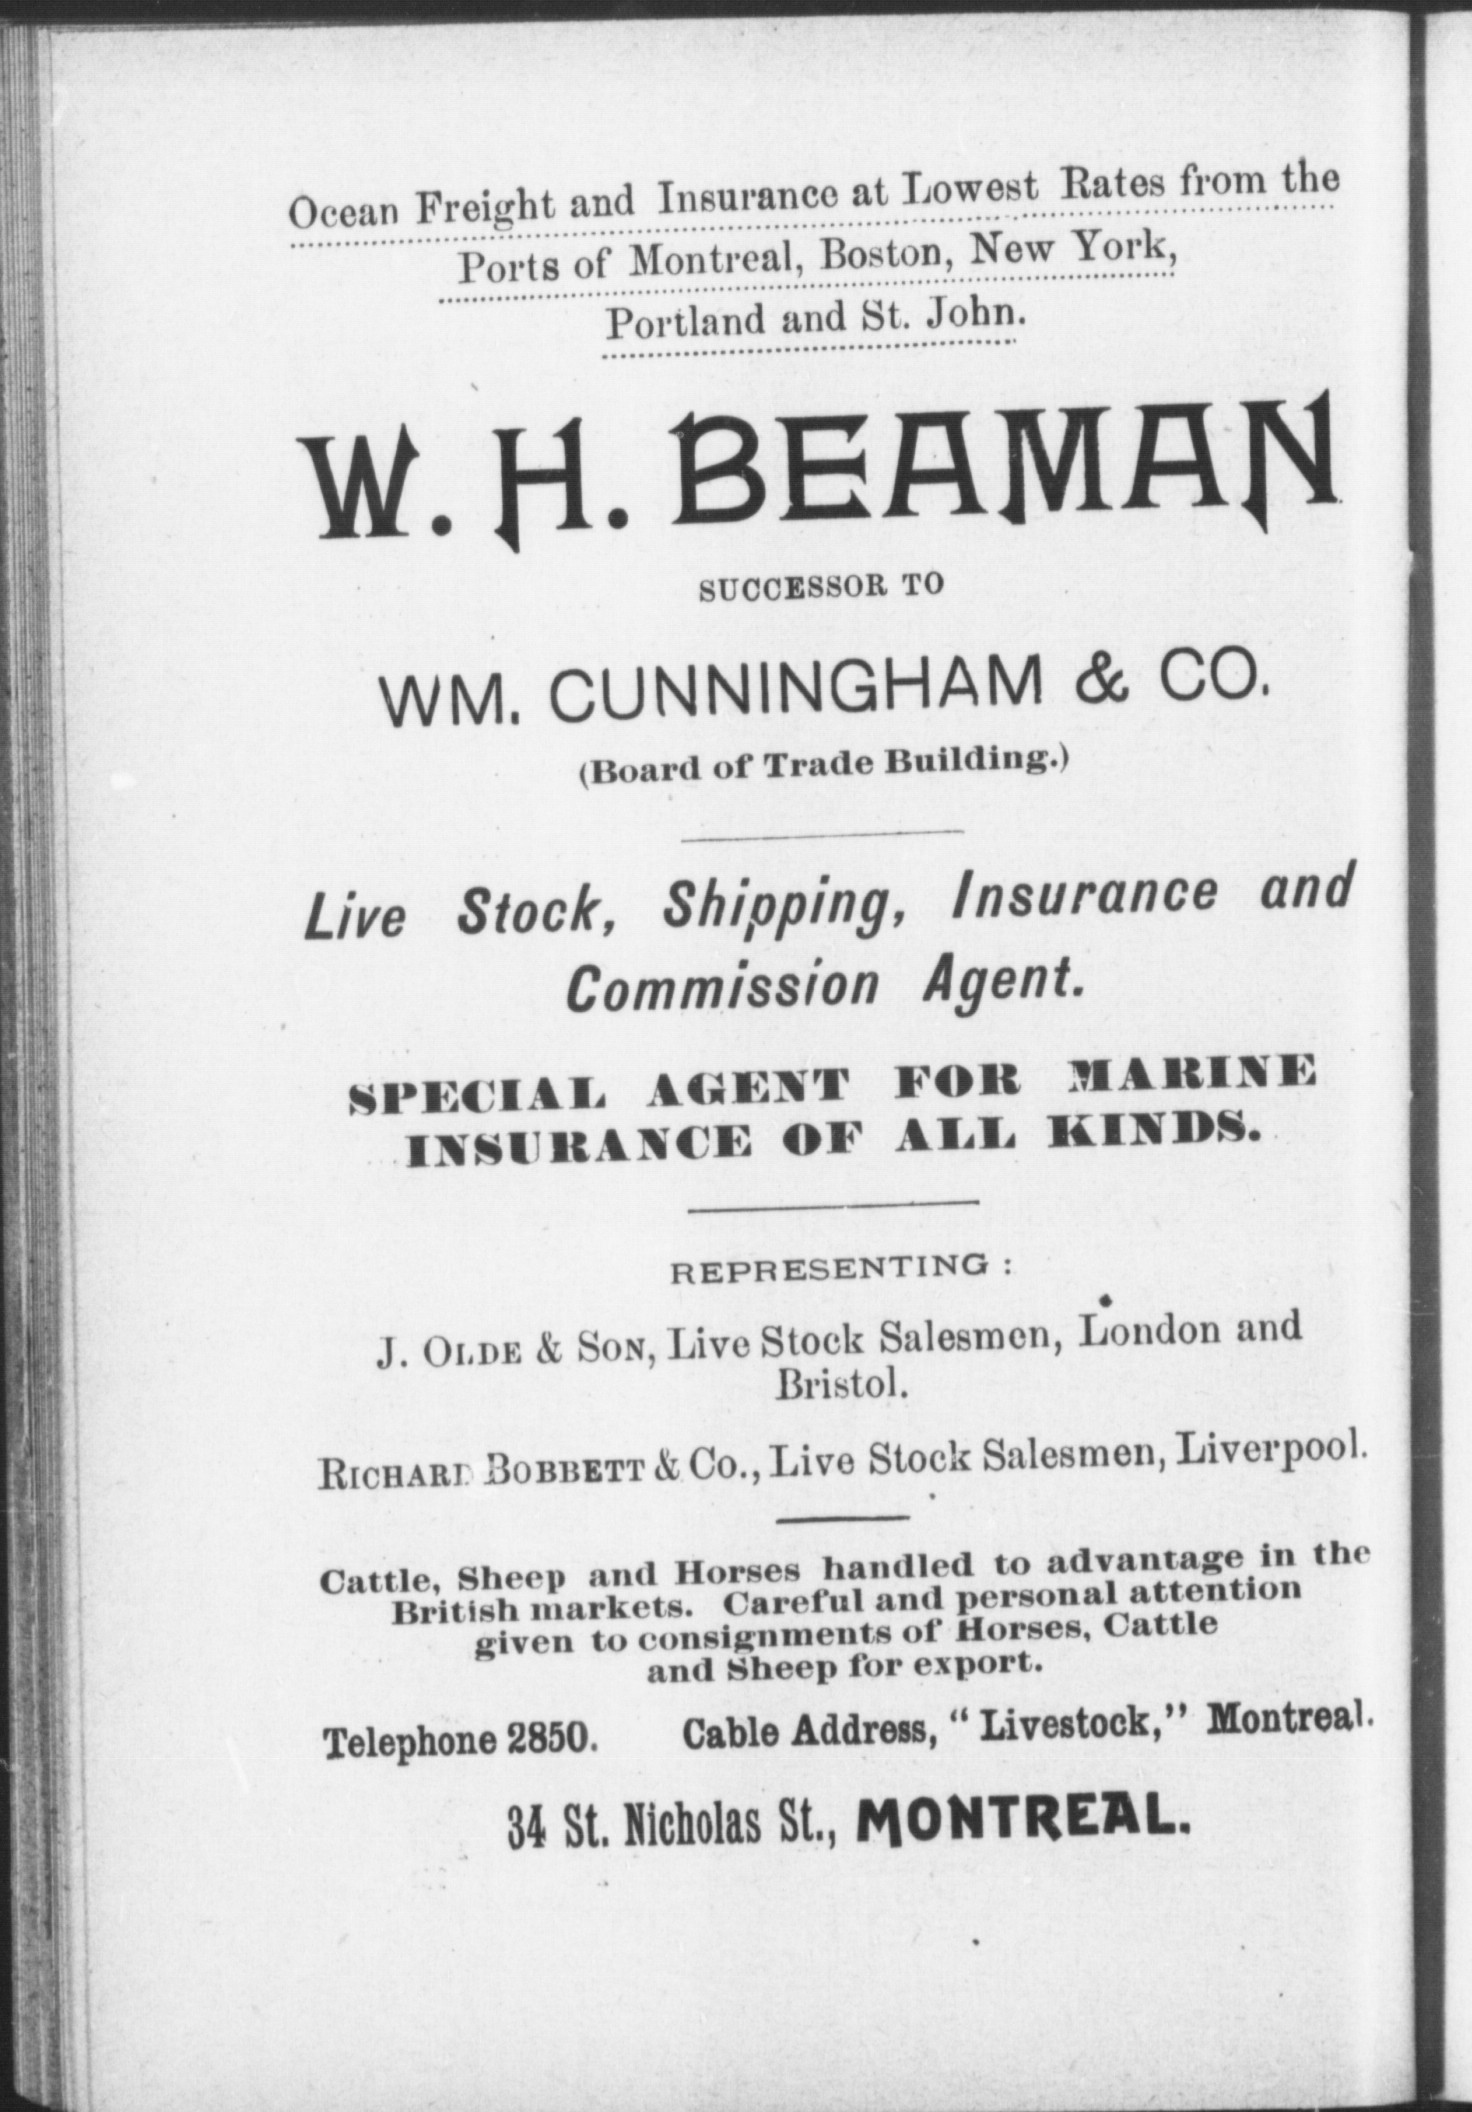 Ocean Freight and Insurance at Lowest Rates from the
Ports of Montreal, Boston, New York,
Portland and St. John.
W. H. BEAMAN
SUCCESSOR TO
WM. CUNNINGHAM & CO.
(Board of Trade Building.)
Live Stock, Shipping, Insurance and
Commission Agent.
SPECIAL AGENT FOR MARINE
INSURANCE OF ALL KINDS.
REPRESENTING :
J. OLDE & SON, Live Stock Salesmen, London and
Bristol.
RICHARD BOBBETT & Co., Live Stock Salesmen, Liverpool.
Cattle, Sheep and Horses handled to advantage in the
British markets. Careful and personal attention
given to consignments of Horses, Cattle
and Sheep for export.
Telephone 2850. Cable Address, "Livestock," Montreal.
34 St. Nicholas St., MONTREAL.